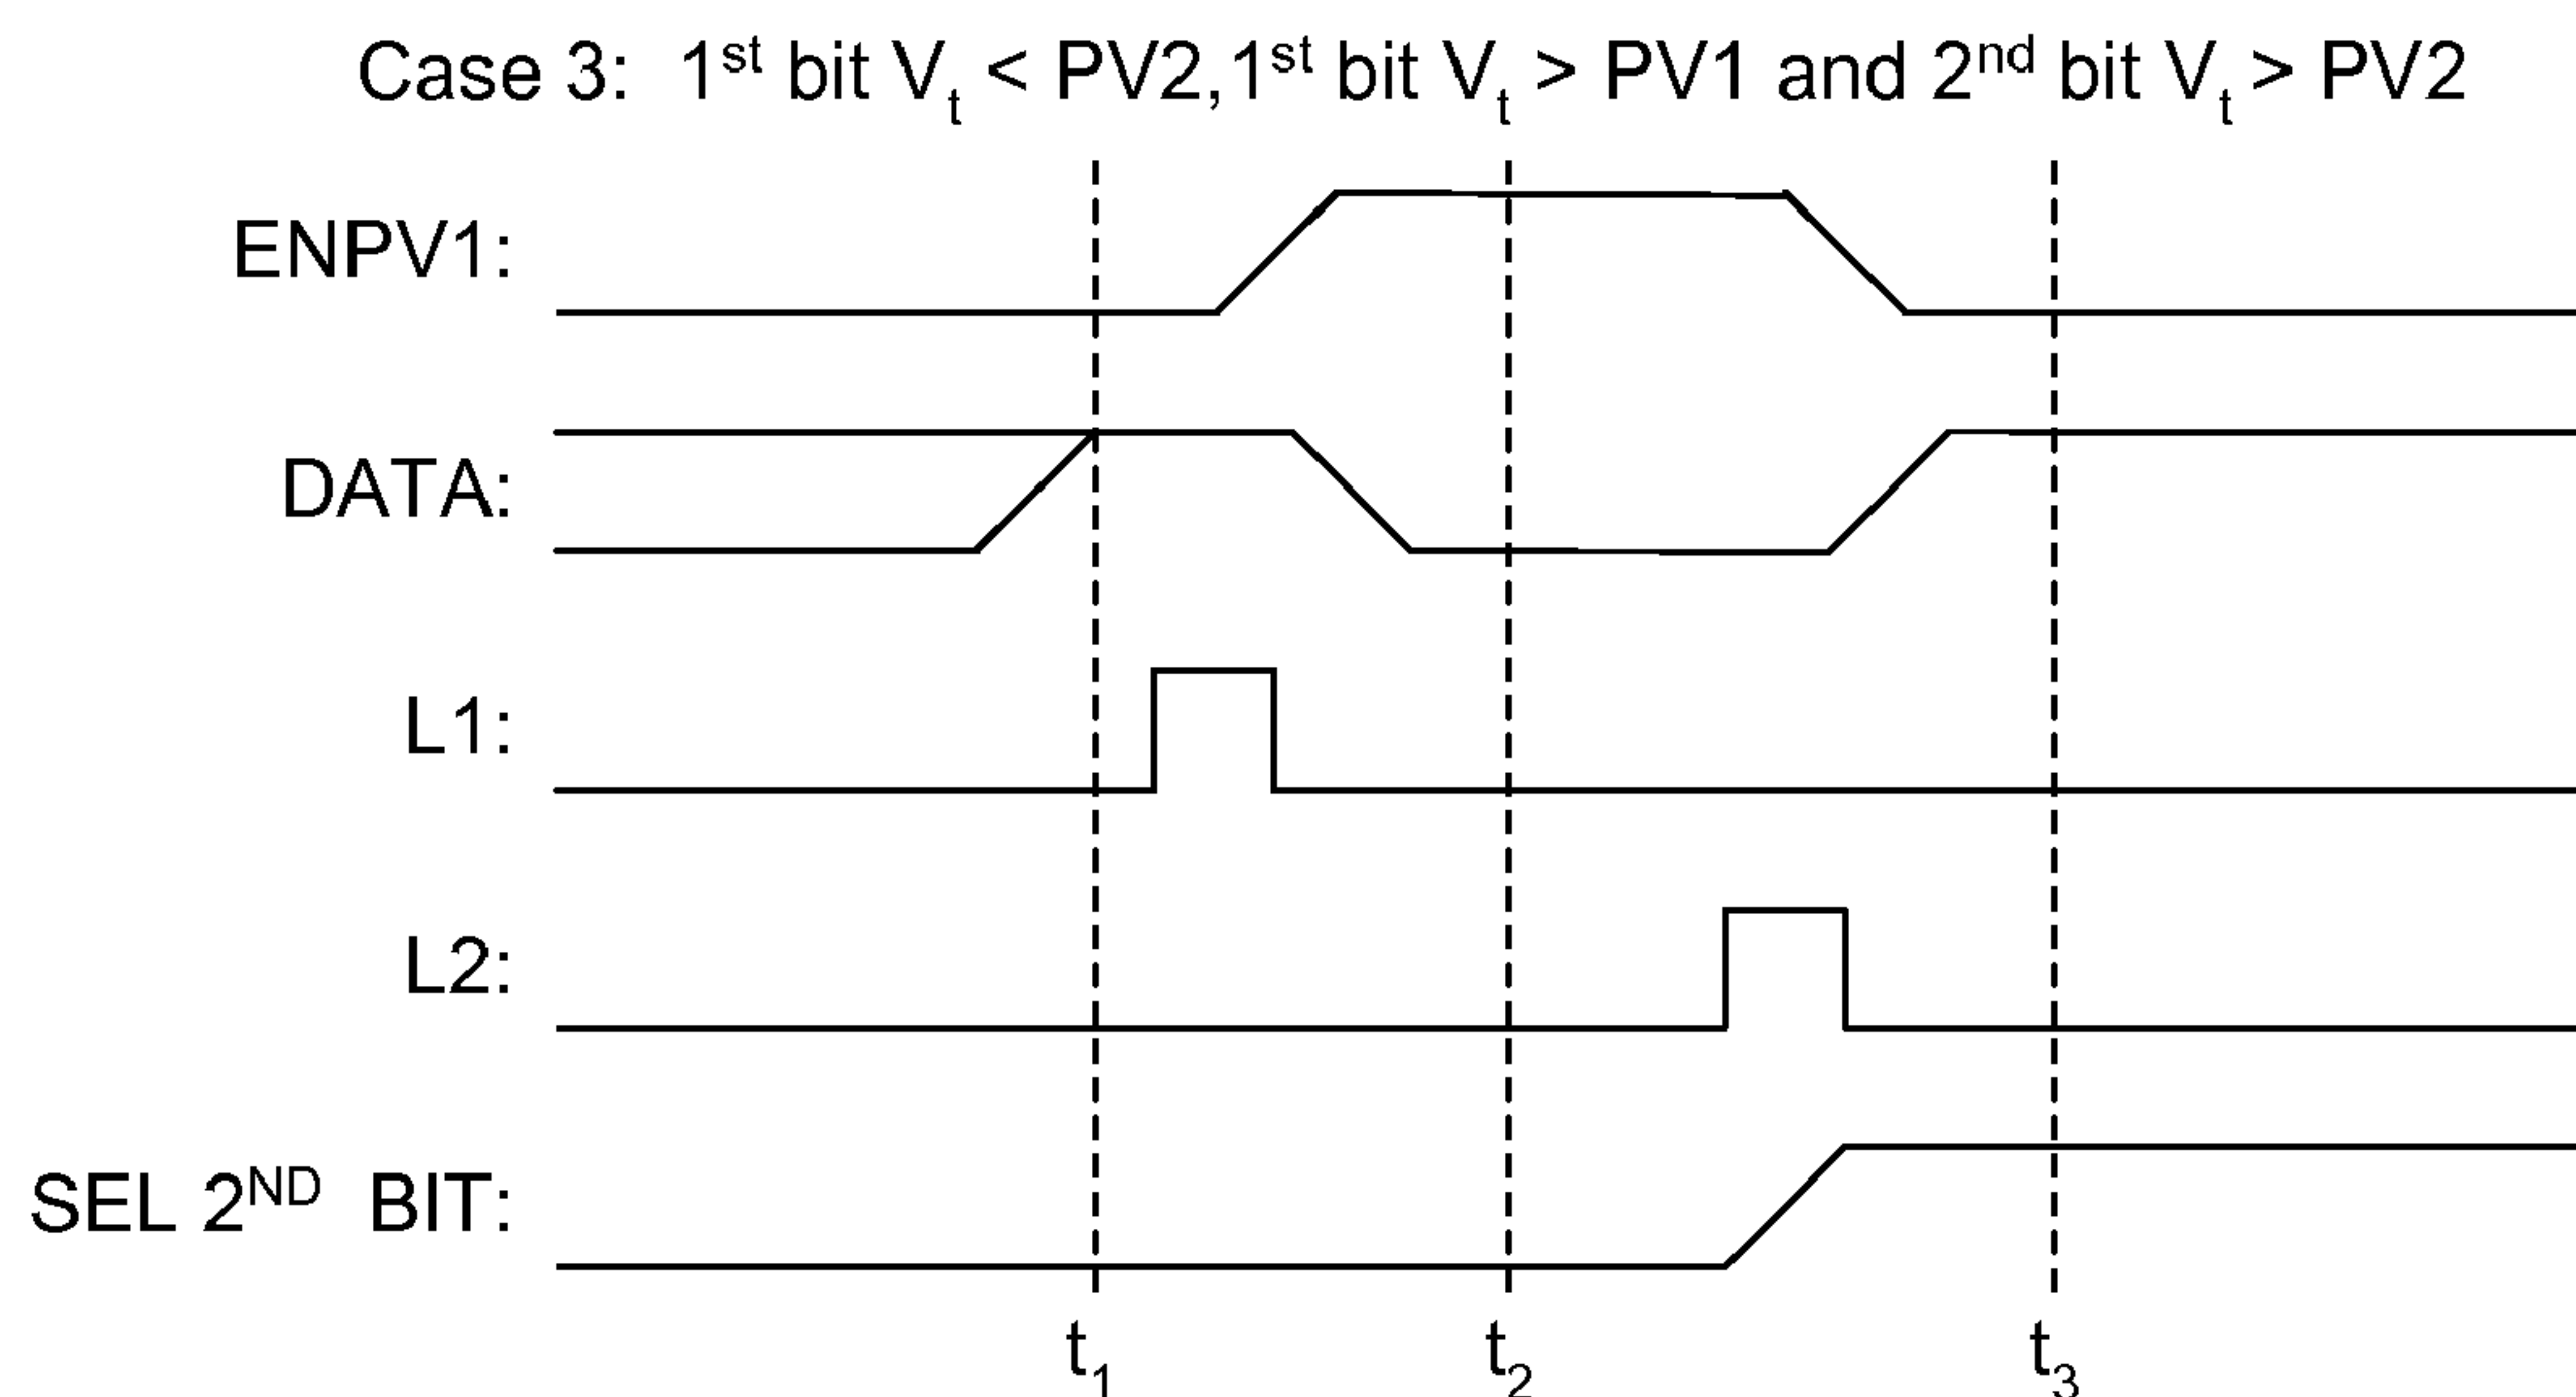 Case 3: 1st bit Vt < PV2,1st bit Vt > PV1 and 2nd bit Vt > PV2
ENPV1:
DATA:
L1:
L2:
SEL 2ND BIT:
t1 t2 t3